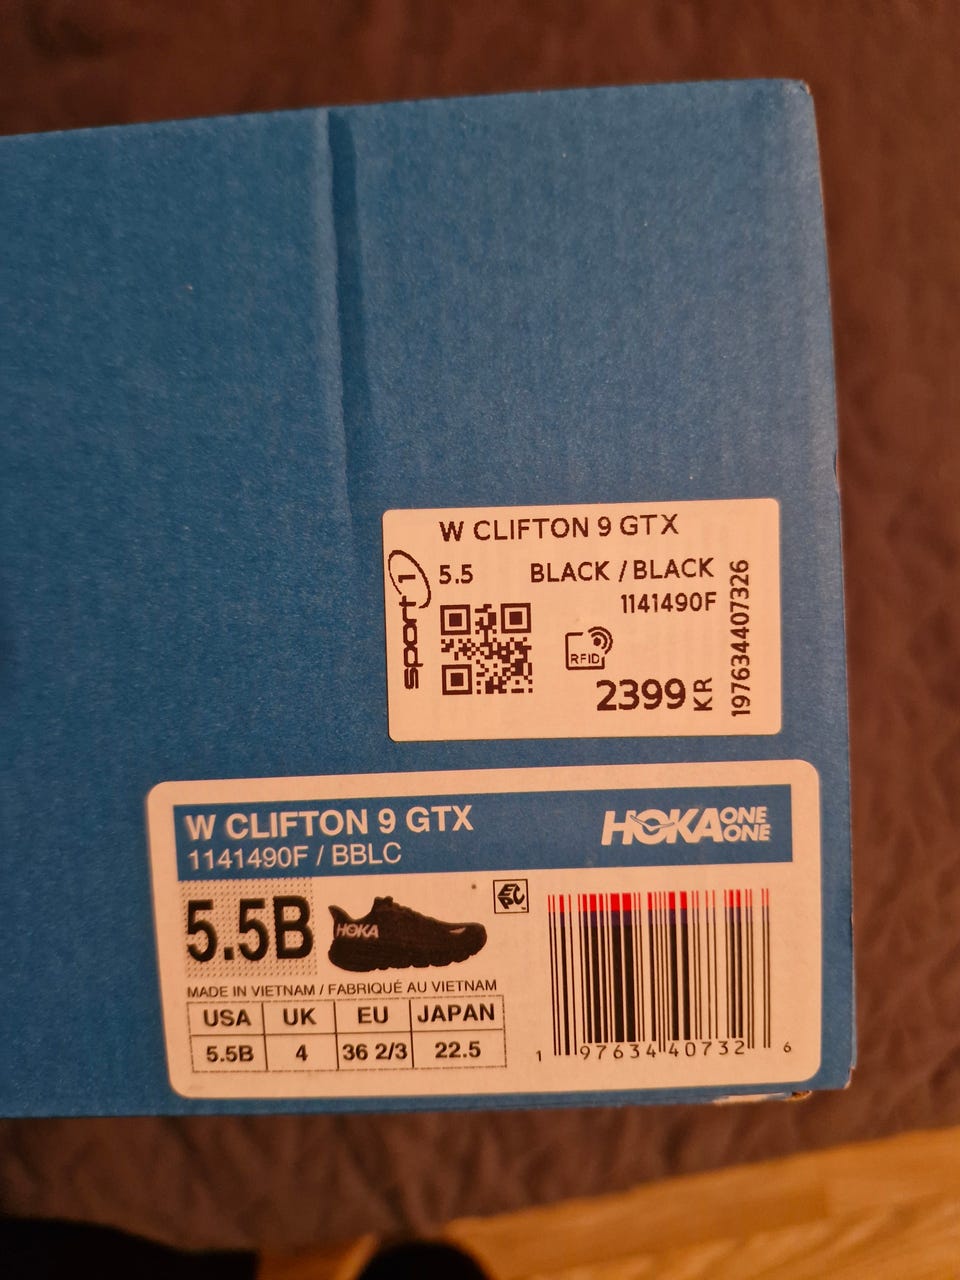 W CLIFTON 9 GTX
sport1
5.5 BLACK / BLACK
1141490F
RFID
2399 KR
197634407326
W CLIFTON 9 GTX
1141490F / BBLC
HOKA ONE ONE
5.5B
HOKA
EPC
MADE IN VIETNAM / FABRIQUÉ AU VIETNAM
USA UK EU JAPAN
5.5B 4 36 2/3 22.5
1 97634 40732 6